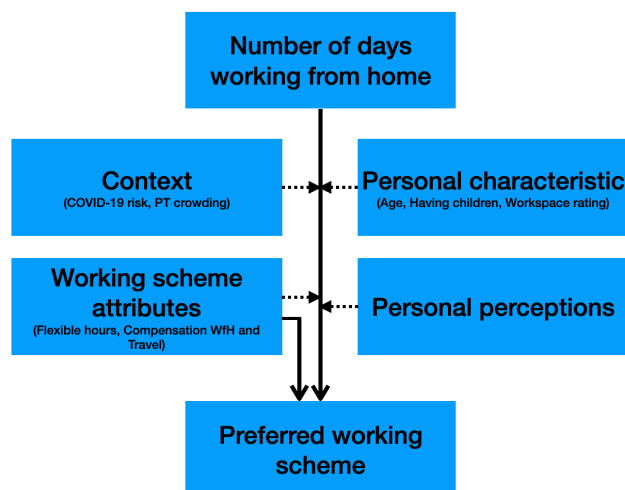 Number of days
working from home
Context
(COVID-19 risk, PT crowding)
Personal characteristic
(Age, Having children, Workspace rating)
Working scheme
attributes
(Flexible hours, Compensation WfH and
Travel)
Personal perceptions
Preferred working
scheme